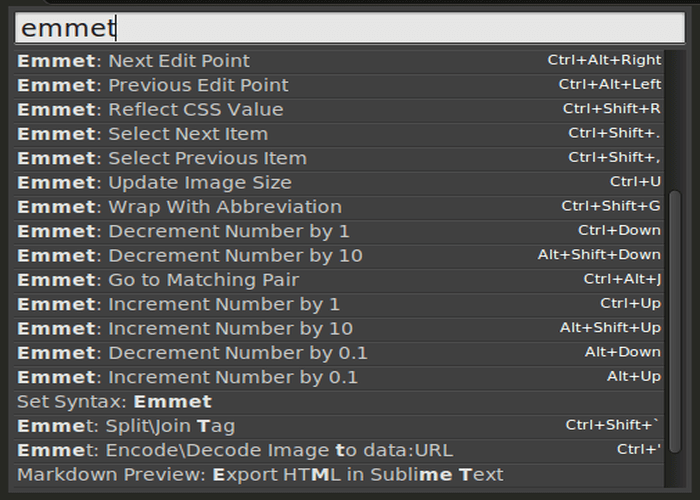 emmet
Emmet: Next Edit Point Ctrl+Alt+Right
Emmet: Previous Edit Point Ctrl+Alt+Left
Emmet: Reflect CSS Value Ctrl+Shift+R
Emmet: Select Next Item Ctrl+Shift+.
Emmet: Select Previous Item Ctrl+Shift+,
Emmet: Update Image Size Ctrl+U
Emmet: Wrap With Abbreviation Ctrl+Shift+G
Emmet: Decrement Number by 1 Ctrl+Down
Emmet: Decrement Number by 10 Alt+Shift+Down
Emmet: Go to Matching Pair Ctrl+Alt+J
Emmet: Increment Number by 1 Ctrl+Up
Emmet: Increment Number by 10 Alt+Shift+Up
Emmet: Decrement Number by 0.1 Alt+Down
Emmet: Increment Number by 0.1 Alt+Up
Set Syntax: Emmet
Emmet: Split\Join Tag Ctrl+Shift+`
Emmet: Encode\Decode Image to data:URL Ctrl+'
Markdown Preview: Export HTML in Sublime Text